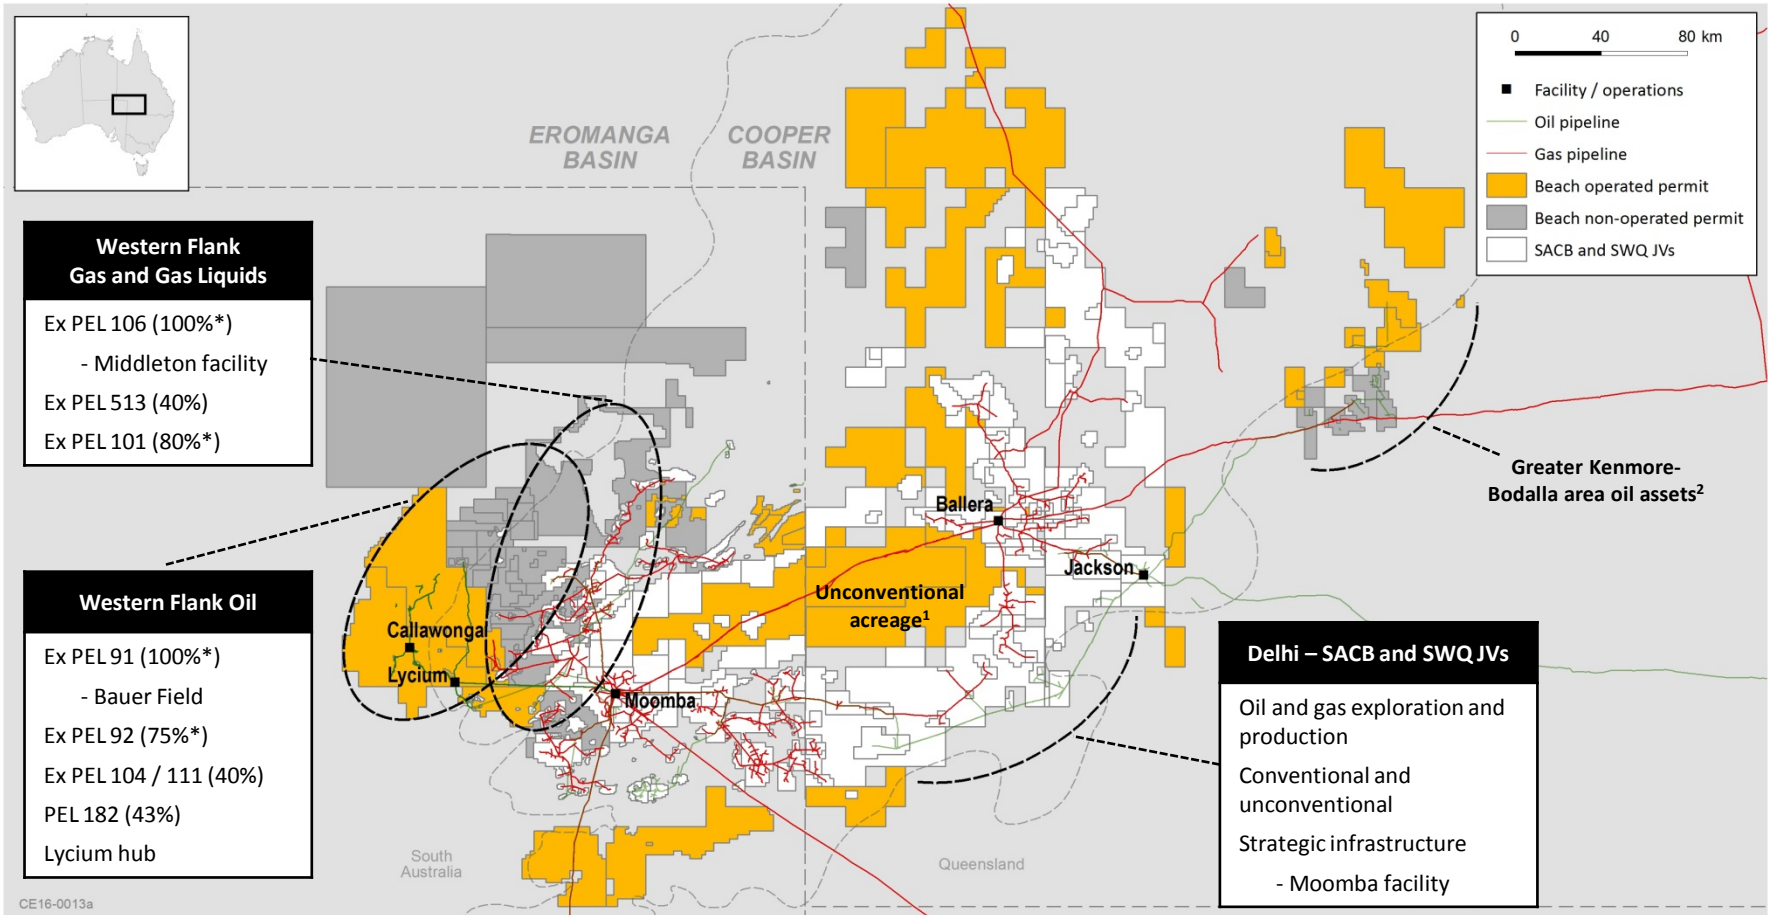 0 40 80 km
Facility / operations
Oil pipeline
Gas pipeline
Beach operated permit
Beach non-operated permit
SACB and SWQ JVs
EROMANGA
BASIN
COOPER
BASIN
Western Flank
Gas and Gas Liquids
Ex PEL 106 (100%*)
- Middleton facility
Ex PEL 513 (40%)
Ex PEL 101 (80%*)
Greater Kenmore-
Bodalla area oil assets2
Ballera
Jackson
Unconventional
acreage1
Callawonga
Lycium
Moomba
Western Flank Oil
Ex PEL 91 (100%*)
- Bauer Field
Ex PEL 92 (75%*)
Ex PEL 104 / 111 (40%)
PEL 182 (43%)
Lycium hub
Delhi – SACB and SWQ JVs
Oil and gas exploration and
production
Conventional and
unconventional
Strategic infrastructure
- Moomba facility
South
Australia
Queensland
CE16-0013a